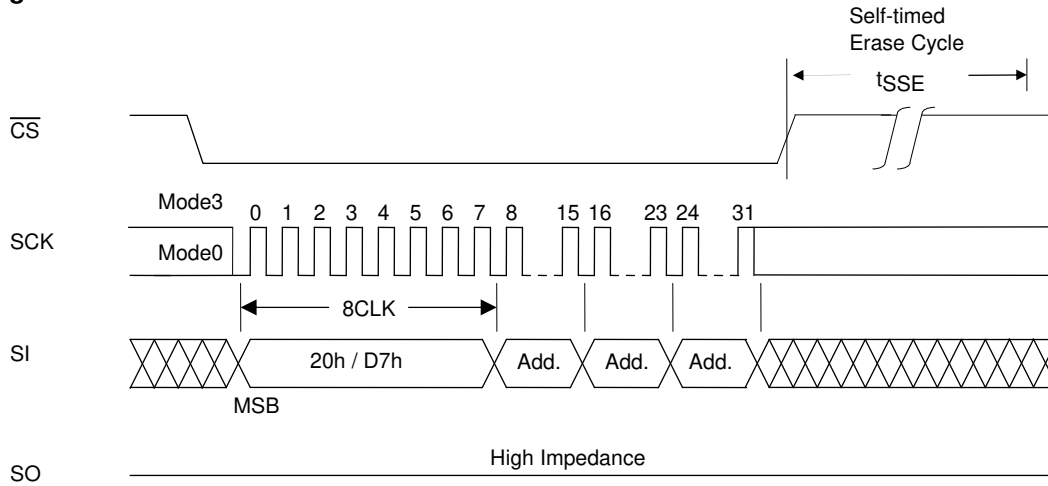 Self-timed
Erase Cycle
tSSE
CS
Mode3
0 1 2 3 4 5 6 7 8 15 16 23 24 31
SCK
Mode0
8CLK
SI
20h / D7h
Add.
Add.
Add.
MSB
High Impedance
SO